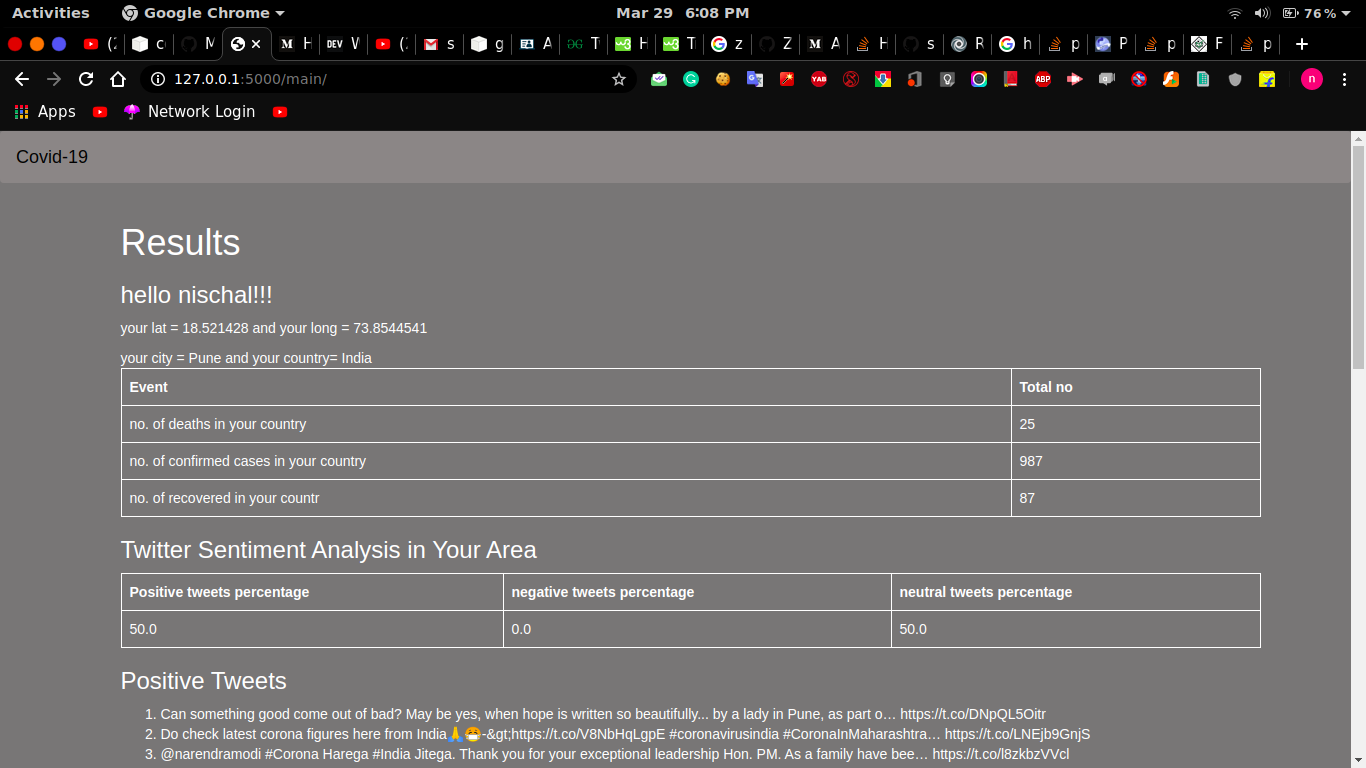 Activities Google Chrome Mar 29 6:08 PM 76 %
127.0.0.1:5000/main/
Apps Network Login
Covid-19
Results
hello nischal!!!
your lat = 18.521428 and your long = 73.8544541
your city = Pune and your country= India
Event Total no
no. of deaths in your country 25
no. of confirmed cases in your country 987
no. of recovered in your countr 87
Twitter Sentiment Analysis in Your Area
Positive tweets percentage negative tweets percentage neutral tweets percentage
50.0 0.0 50.0
Positive Tweets
1. Can something good come out of bad? May be yes, when hope is written so beautifully... by a lady in Pune, as part o… https://t.co/DNpQL5Oitr
2. Do check latest corona figures here from India🙏😷-&gt;https://t.co/V8NbHqLgpE #coronavirusindia #CoronaInMaharashtra… https://t.co/LNEjb9GnjS
3. @narendramodi #Corona Harega #India Jitega. Thank you for your exceptional leadership Hon. PM. As a family have bee… https://t.co/l8zkbzVVcl